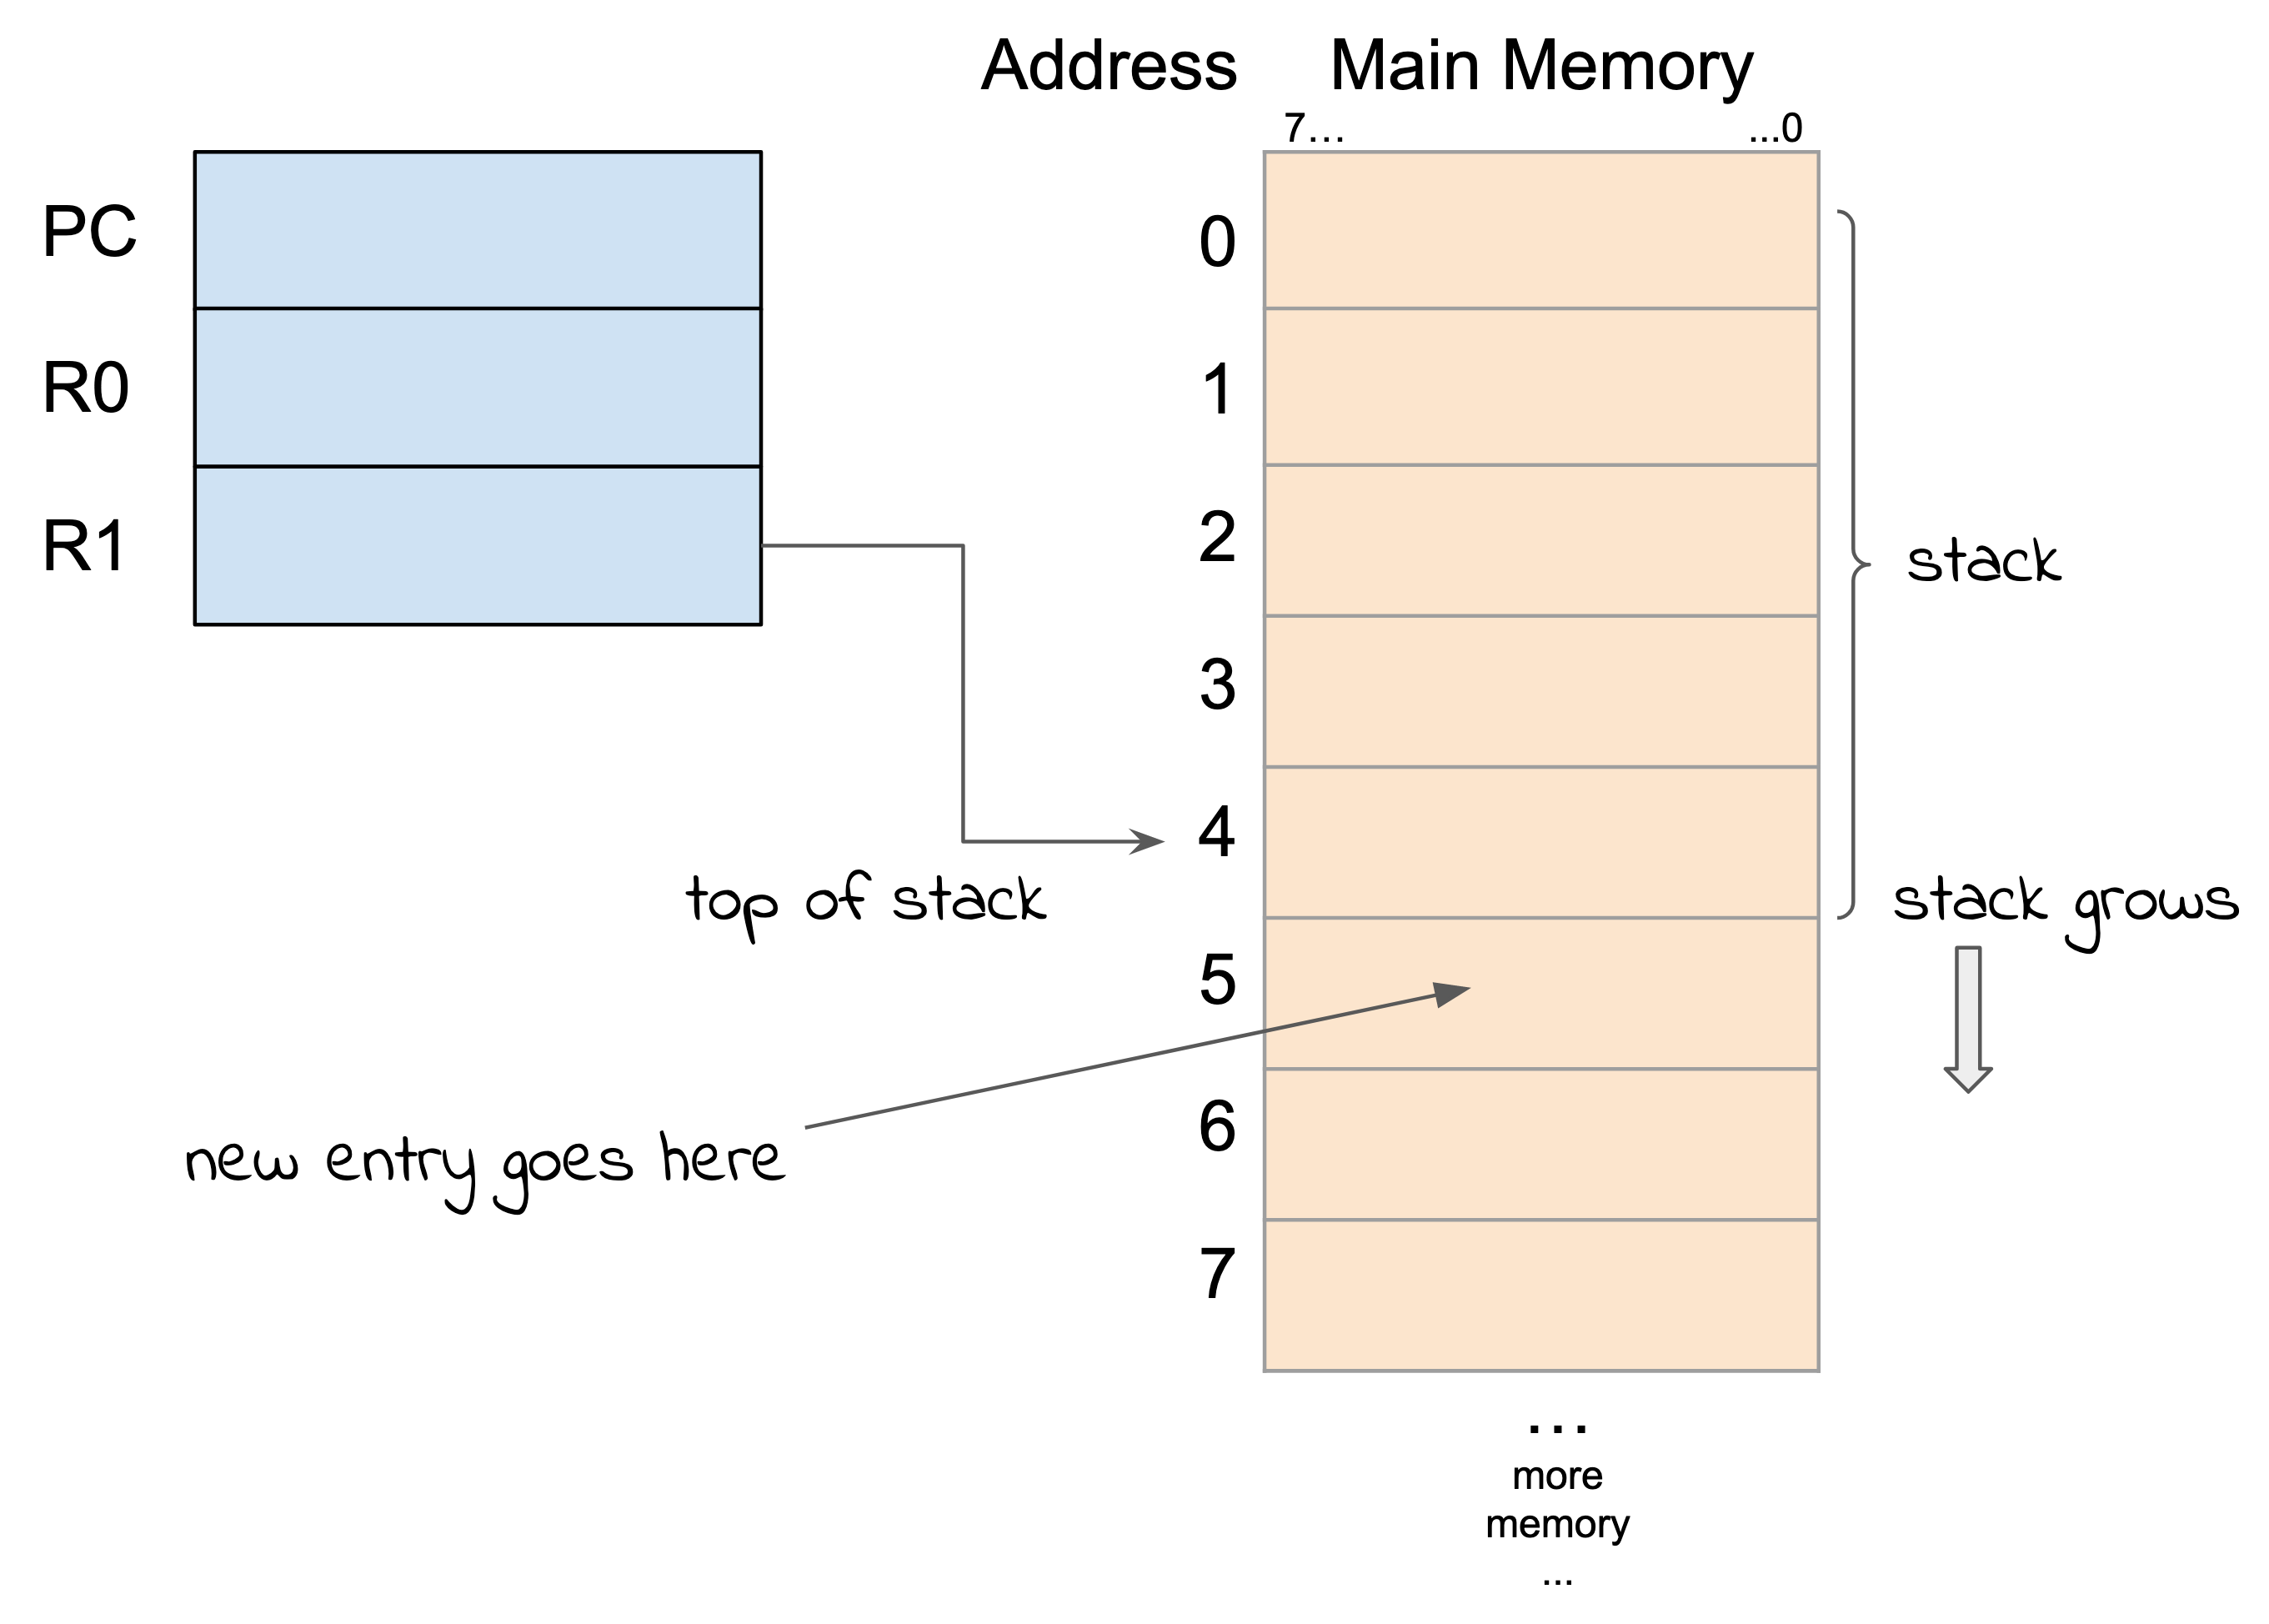 Address Main Memory
7... ...0
PC
R0
R1
0
1
2
3
4
5
6
7
stack
top of stack
stack grows
new entry goes here
...
more
memory
...